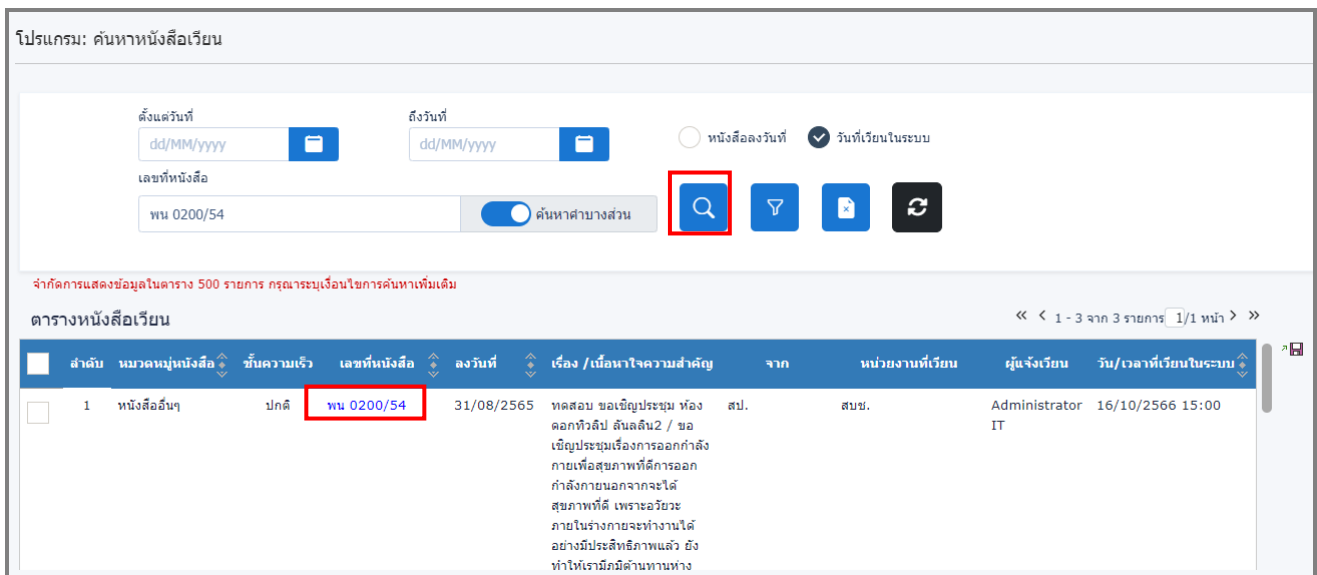 โปรแกรม: ค้นหาหนังสือเวียน
ตั้งแต่วันที่ ถึงวันที่
dd/MM/yyyy dd/MM/yyyy หนังสือลงวันที่ วันที่เวียนในระบบ
เลขที่หนังสือ
พน 0200/54 ค้นหาคำบางส่วน
จำกัดการแสดงข้อมูลในตาราง 500 รายการ กรุณาระบุเงื่อนไขการค้นหาเพิ่มเติม
ตารางหนังสือเวียน « < 1 - 3 จาก 3 รายการ 1/1 หน้า > »
ลำดับ หมวดหมู่หนังสือ ชั้นความเร็ว เลขที่หนังสือ ลงวันที่ เรื่อง /เนื้อหาใจความสำคัญ จาก หน่วยงานที่เวียน ผู้แจ้งเวียน วัน/เวลาที่เวียนในระบบ
1 หนังสืออื่นๆ ปกติ พน 0200/54 31/08/2565 ทดสอบ ขอเชิญประชุม ห้อง สป. สบช. Administrator 16/10/2566 15:00
ดอกทิวลิป ลันลลิน2 / ขอ IT
เชิญประชุมเรื่องการออกกำลัง
กายเพื่อสุขภาพที่ดีการออก
กำลังกายนอกจากจะได้
สุขภาพที่ดี เพราะอวัยวะ
ภายในร่างกายจะทำงานได้
อย่างมีประสิทธิภาพแล้ว ยัง
ทำให้เรามีภูมิต้านทานห่าง